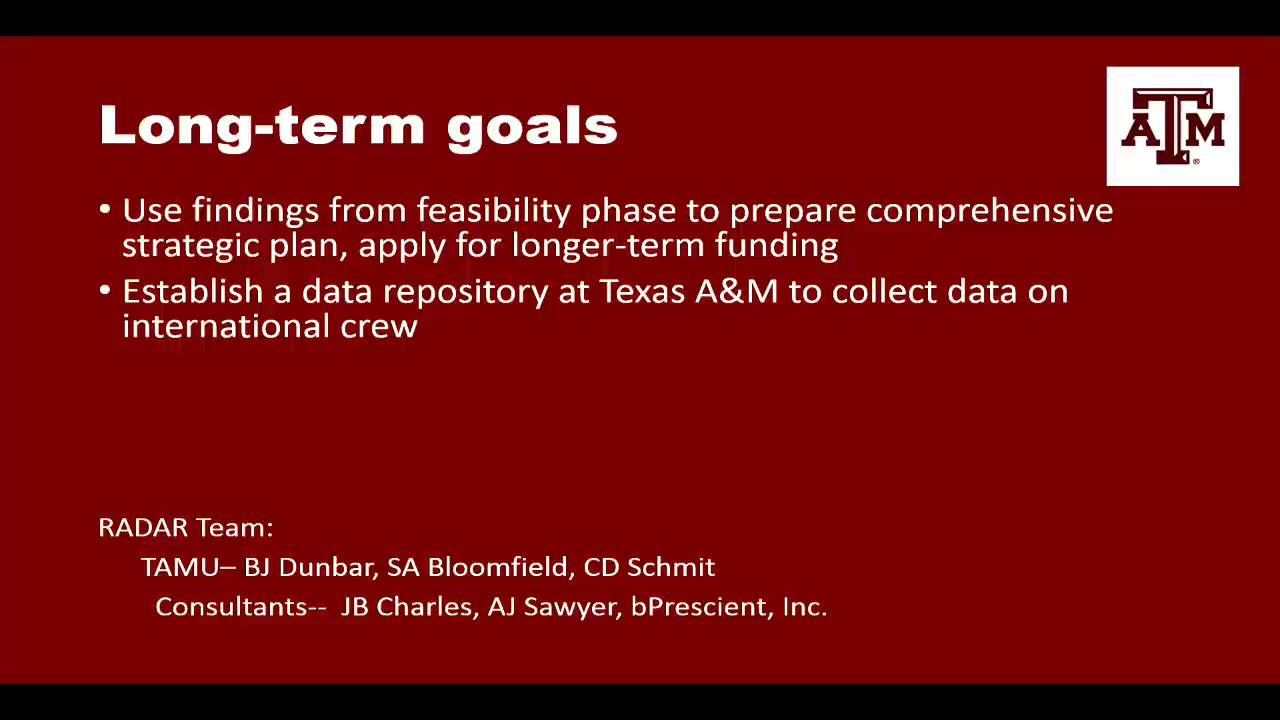 Long-term goals
ATM
• Use findings from feasibility phase to prepare comprehensive
strategic plan, apply for longer-term funding
• Establish a data repository at Texas A&M to collect data on
international crew
RADAR Team:
TAMU– BJ Dunbar, SA Bloomfield, CD Schmit
Consultants-- JB Charles, AJ Sawyer, bPrescient, Inc.